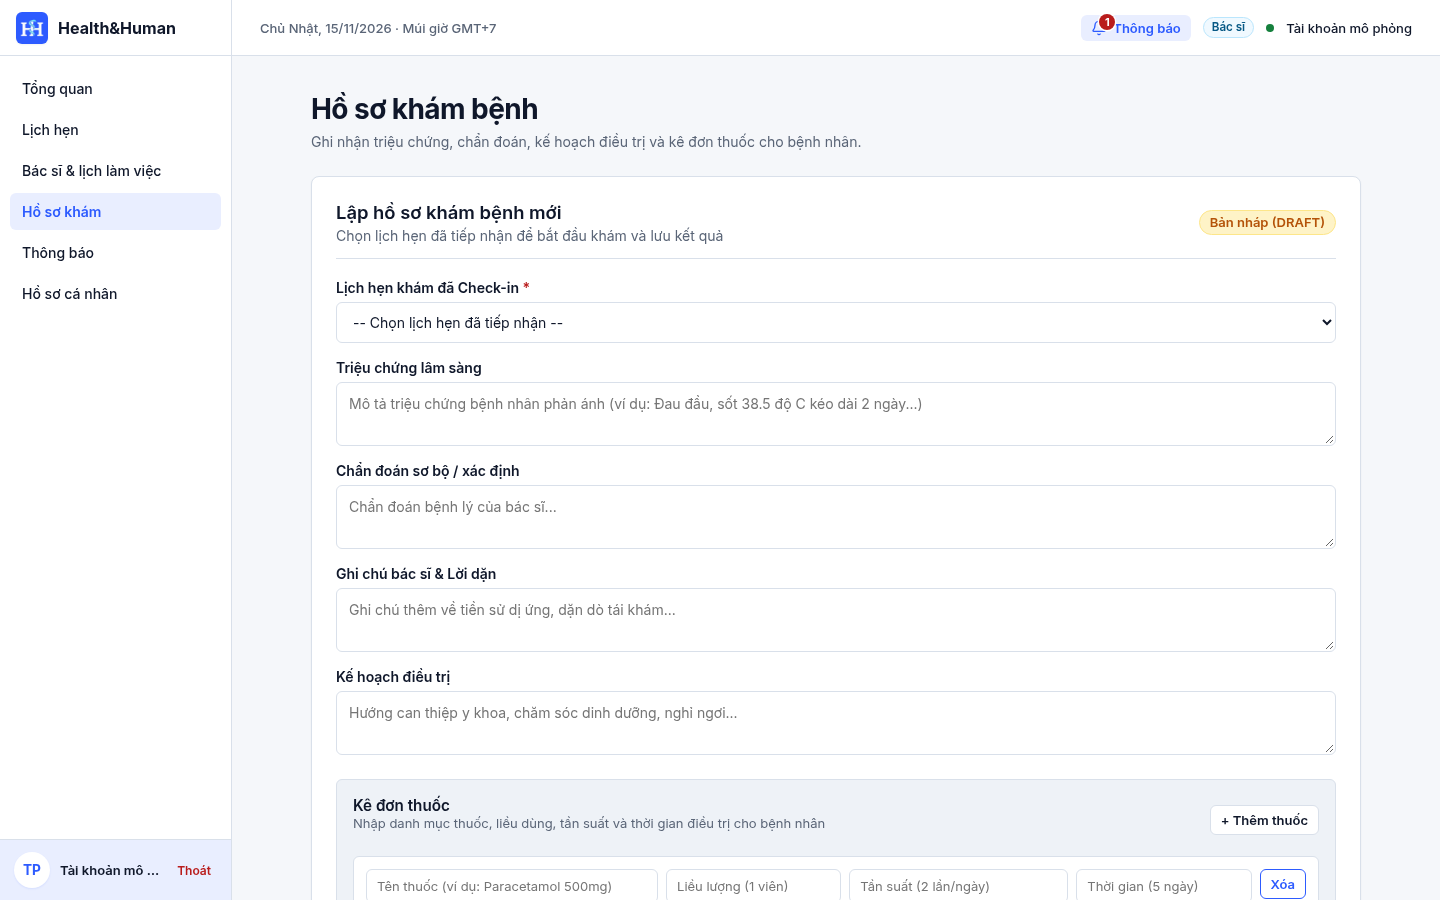 Health&Human
Chủ Nhật, 15/11/2026 · Múi giờ GMT+7
1
Thông báo
Bác sĩ
Tài khoản mô phỏng
Tổng quan
Lịch hẹn
Bác sĩ & lịch làm việc
Hồ sơ khám
Thông báo
Hồ sơ cá nhân
TP
Tài khoản mô ...
Thoát
Hồ sơ khám bệnh
Ghi nhận triệu chứng, chẩn đoán, kế hoạch điều trị và kê đơn thuốc cho bệnh nhân.
Lập hồ sơ khám bệnh mới
Chọn lịch hẹn đã tiếp nhận để bắt đầu khám và lưu kết quả
Bản nháp (DRAFT)
Lịch hẹn khám đã Check-in *
-- Chọn lịch hẹn đã tiếp nhận --
Triệu chứng lâm sàng
Mô tả triệu chứng bệnh nhân phản ánh (ví dụ: Đau đầu, sốt 38.5 độ C kéo dài 2 ngày...)
Chẩn đoán sơ bộ / xác định
Chẩn đoán bệnh lý của bác sĩ...
Ghi chú bác sĩ & Lời dặn
Ghi chú thêm về tiền sử dị ứng, dặn dò tái khám...
Kế hoạch điều trị
Hướng can thiệp y khoa, chăm sóc dinh dưỡng, nghỉ ngơi...
Kê đơn thuốc
Nhập danh mục thuốc, liều dùng, tần suất và thời gian điều trị cho bệnh nhân
+ Thêm thuốc
Tên thuốc (ví dụ: Paracetamol 500mg)
Liều lượng (1 viên)
Tần suất (2 lần/ngày)
Thời gian (5 ngày)
Xóa